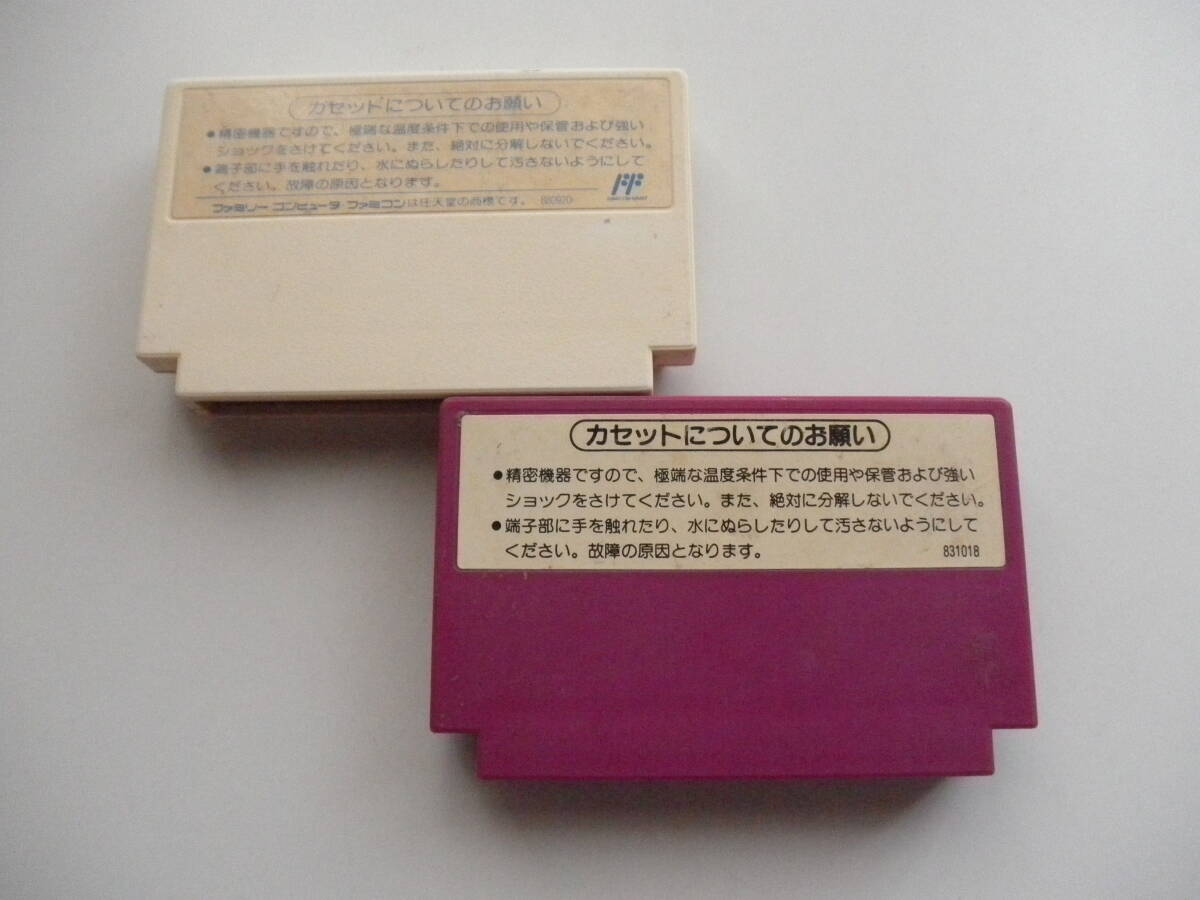 カセットについてのお願い
●精密機器ですので、極端な温度条件下での使用や保管および強い
ショックをさけてください。また、絶対に分解しないでください。
●端子部に手を触れたり、水にぬらしたりして汚さないようにして
ください。故障の原因となります。
ファミリー コンピュータ・ファミコンは任天堂の商標です。 880920
カセットについてのお願い
●精密機器ですので、極端な温度条件下での使用や保管および強い
ショックをさけてください。また、絶対に分解しないでください。
●端子部に手を触れたり、水にぬらしたりして汚さないようにして
ください。故障の原因となります。
831018